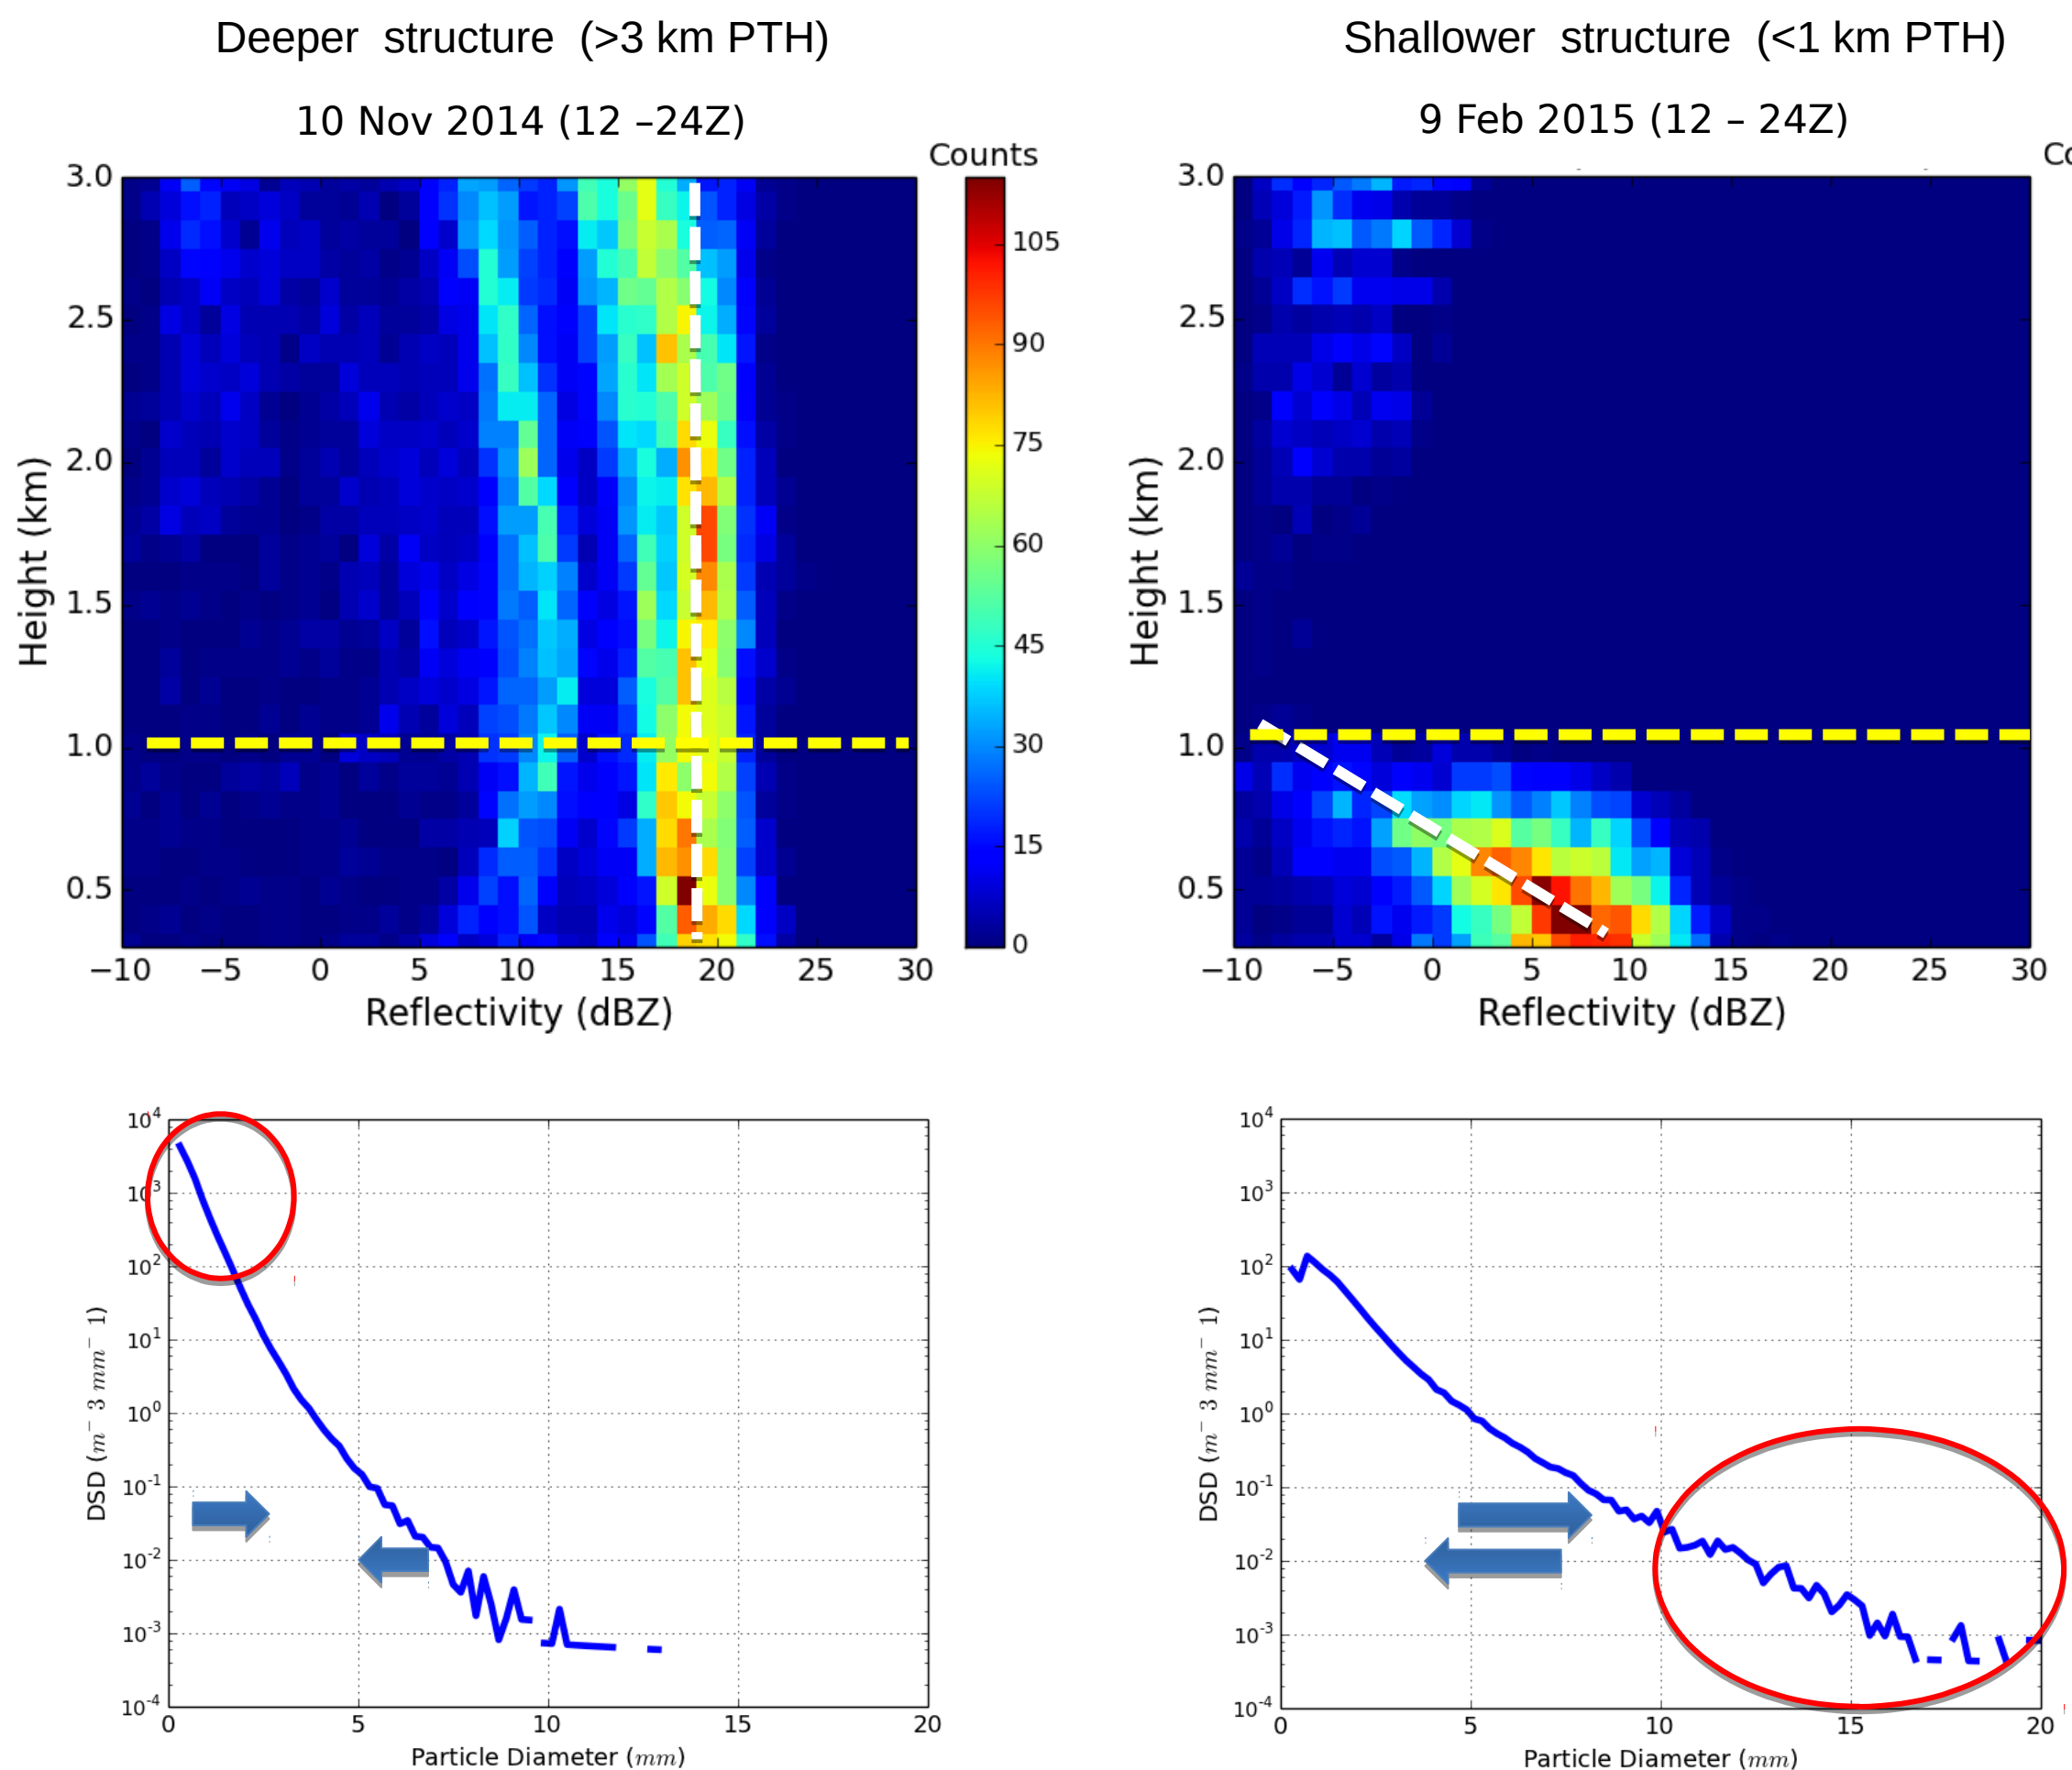 Deeper structure (>3 km PTH)
Shallower structure (<1 km PTH)
10 Nov 2014 (12 –24Z)
9 Feb 2015 (12 – 24Z)
Counts
Co
3.0
2.5
2.0
1.5
1.0
0.5
Height (km)
−10 −5 0 5 10 15 20 25 30
Reflectivity (dBZ)
105
90
75
60
45
30
15
0
3.0
2.5
2.0
1.5
1.0
0.5
Height (km)
−10 −5 0 5 10 15 20 25 30
Reflectivity (dBZ)
10^4
10^3
10^2
10^1
10^0
10^-1
10^-2
10^-3
10^-4
DSD (m^− 3 mm^− 1)
0 5 10 15 20
Particle Diameter (mm)
10^4
10^3
10^2
10^1
10^0
10^-1
10^-2
10^-3
10^-4
DSD (m^− 3 mm^− 1)
0 5 10 15 20
Particle Diameter (mm)